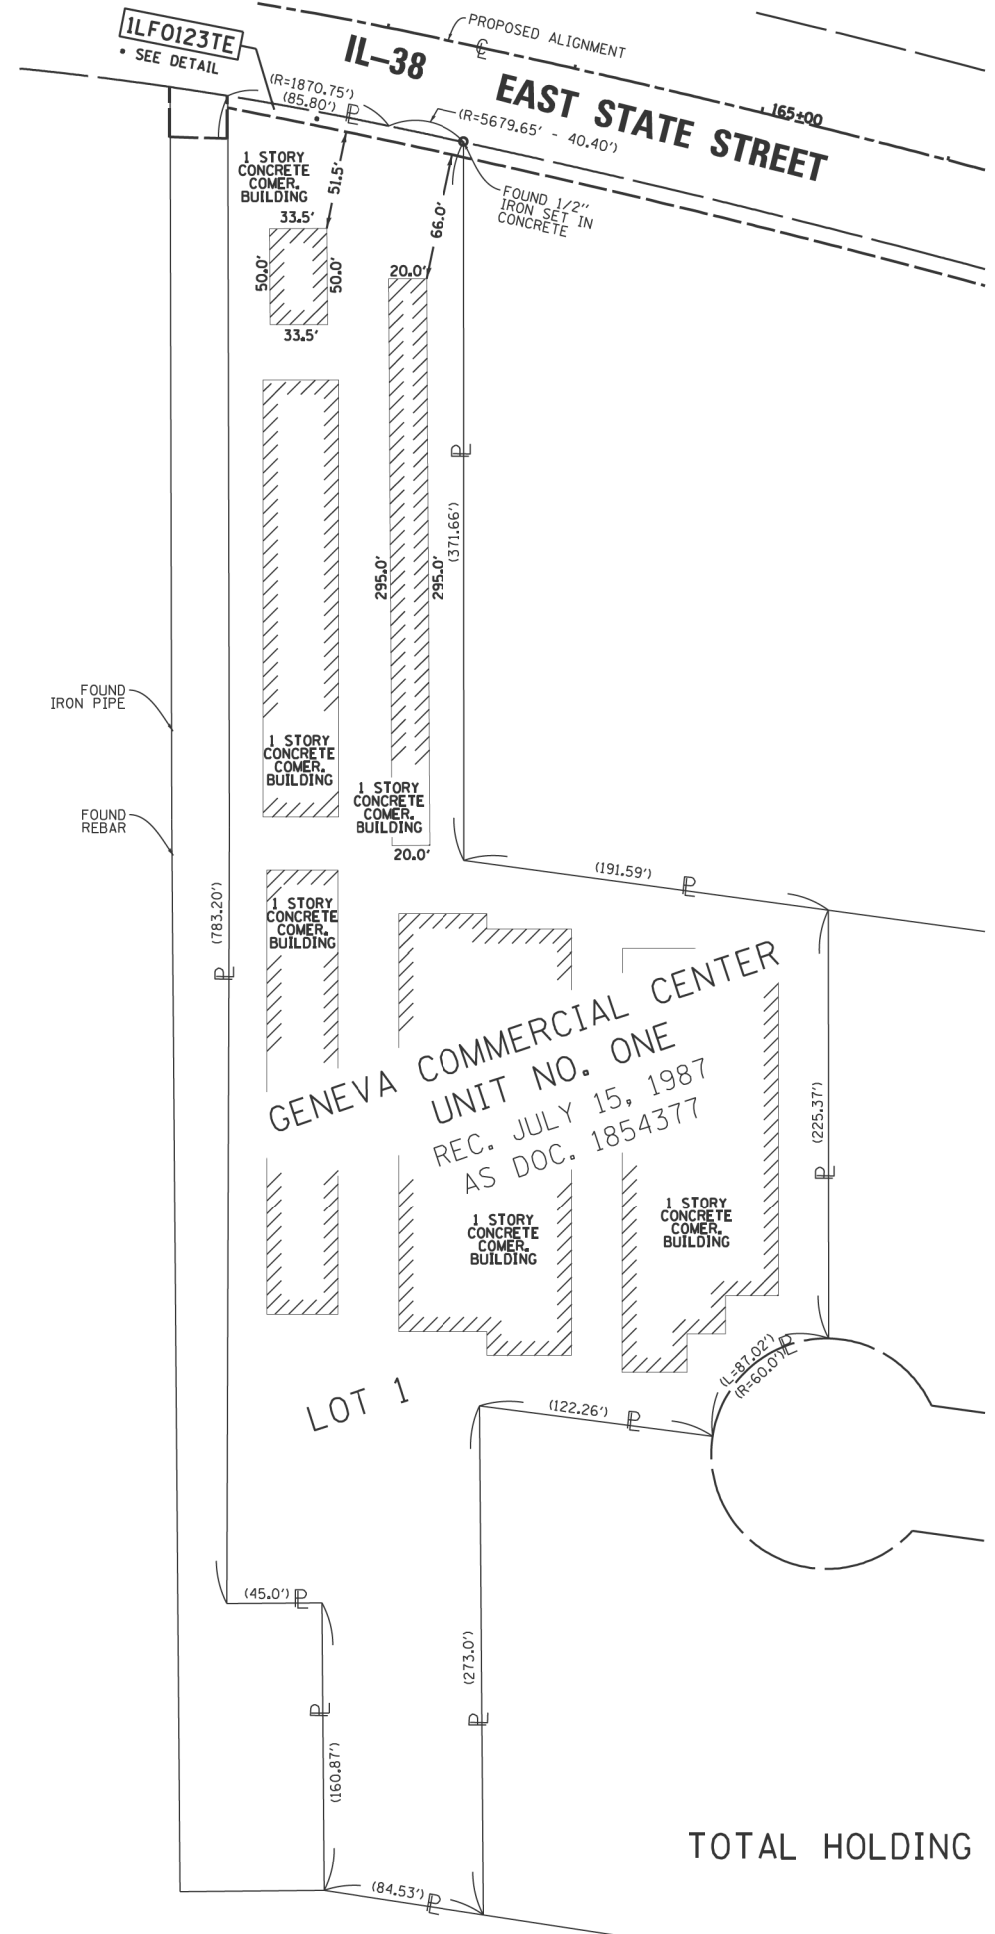 1LF0123TE
• SEE DETAIL
PROPOSED ALIGNMENT
IL-38
EAST STATE STREET
165+00
(R=1870.75')
(85.80')
(R=5679.65' - 40.40')
FOUND 1/2"
IRON SET IN
CONCRETE
1 STORY
CONCRETE
COMER.
BUILDING
51.5'
66.0'
33.5'
50.0'
50.0'
33.5'
20.0'
295.0'
295.0'
(371.66')
FOUND
IRON PIPE
1 STORY
CONCRETE
COMER.
BUILDING
1 STORY
CONCRETE
COMER.
BUILDING
20.0'
FOUND
REBAR
(783.20')
1 STORY
CONCRETE
COMER.
BUILDING
(191.59')
GENEVA COMMERCIAL CENTER
UNIT NO. ONE
REC. JULY 15, 1987
AS DOC. 1854377
(225.37')
1 STORY
CONCRETE
COMER.
BUILDING
1 STORY
CONCRETE
COMER.
BUILDING
(L=87.02')
(R=60.0')
LOT 1
(122.26')
(45.0')
(273.0')
(160.87')
(84.53')
TOTAL HOLDING